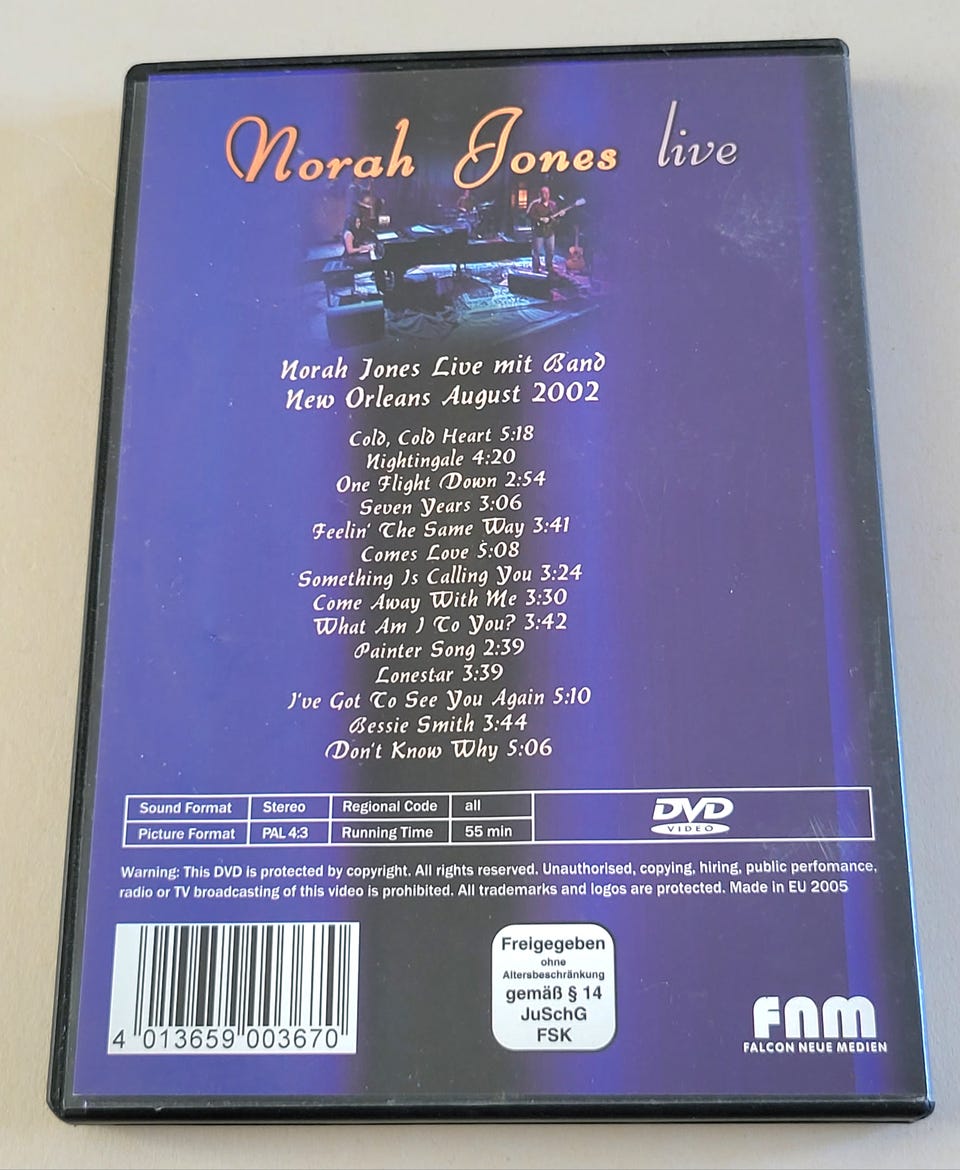 Norah Jones live
Norah Jones Live mit Band
New Orleans August 2002
Cold, Cold Heart 5:18
Nightingale 4:20
One Flight Down 2:54
Seven Years 3:06
Feelin' The Same Way 3:41
Comes Love 5:08
Something Is Calling You 3:24
Come Away With Me 3:30
What Am I To You? 3:42
Painter Song 2:39
Lonestar 3:39
I've Got To See You Again 5:10
Bessie Smith 3:44
Don't Know Why 5:06
Sound Format Stereo Regional Code all
Picture Format PAL 4:3 Running Time 55 min
DVD
VIDEO
Warning: This DVD is protected by copyright. All rights reserved. Unauthorised, copying, hiring, public perfomance,
radio or TV broadcasting of this video is prohibited. All trademarks and logos are protected. Made in EU 2005
4 013659 003670
Freigegeben
ohne
Altersbeschränkung
gemäß § 14
JuSchG
FSK
fnm
FALCON NEUE MEDIEN